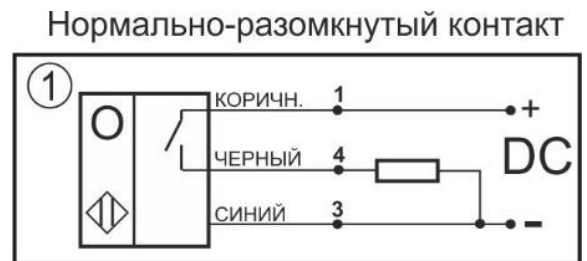 Нормально-разомкнутый контакт
1
О
КОРИЧН. 1 +
ЧЕРНЫЙ 4 DC
СИНИЙ 3 -